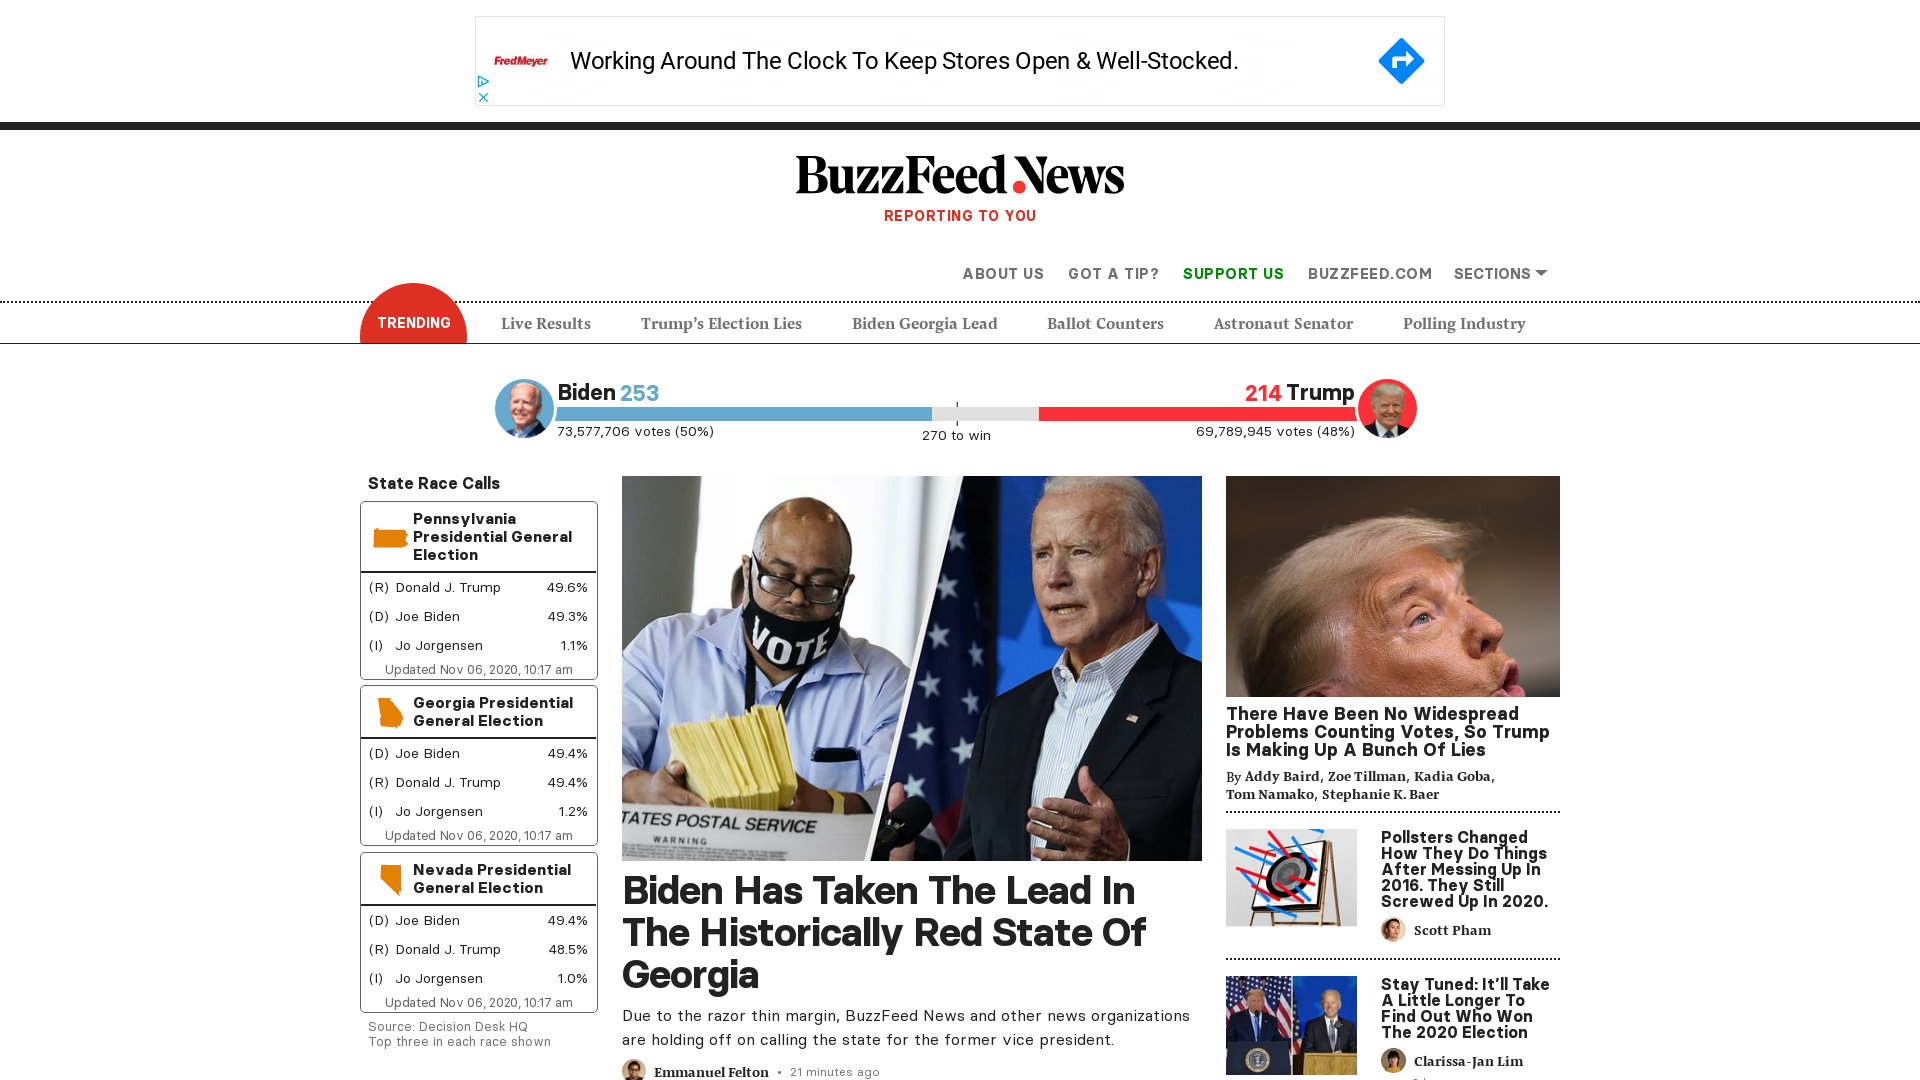 FredMeyer
Working Around The Clock To Keep Stores Open & Well-Stocked.
BuzzFeed News
REPORTING TO YOU
ABOUT US
GOT A TIP?
SUPPORT US
BUZZFEED.COM
SECTIONS
TRENDING
Live Results
Trump’s Election Lies
Biden Georgia Lead
Ballot Counters
Astronaut Senator
Polling Industry
Biden 253
214 Trump
73,577,706 votes (50%)
270 to win
69,789,945 votes (48%)
State Race Calls
Pennsylvania
Presidential General
Election
(R) Donald J. Trump 49.6%
(D) Joe Biden 49.3%
(I) Jo Jorgensen 1.1%
Updated Nov 06, 2020, 10:17 am
Georgia Presidential
General Election
(D) Joe Biden 49.4%
(R) Donald J. Trump 49.4%
(I) Jo Jorgensen 1.2%
Updated Nov 06, 2020, 10:17 am
Nevada Presidential
General Election
(D) Joe Biden 49.4%
(R) Donald J. Trump 48.5%
(I) Jo Jorgensen 1.0%
Updated Nov 06, 2020, 10:17 am
Source: Decision Desk HQ
Top three in each race shown
VOTE
TATES POSTAL SERVICE
WARNING
Biden Has Taken The Lead In
The Historically Red State Of
Georgia
Due to the razor thin margin, BuzzFeed News and other news organizations
are holding off on calling the state for the former vice president.
Emmanuel Felton • 21 minutes ago
There Have Been No Widespread
Problems Counting Votes, So Trump
Is Making Up A Bunch Of Lies
By Addy Baird, Zoe Tillman, Kadia Goba,
Tom Namako, Stephanie K. Baer
Pollsters Changed
How They Do Things
After Messing Up In
2016. They Still
Screwed Up In 2020.
Scott Pham
Stay Tuned: It’ll Take
A Little Longer To
Find Out Who Won
The 2020 Election
Clarissa-Jan Lim